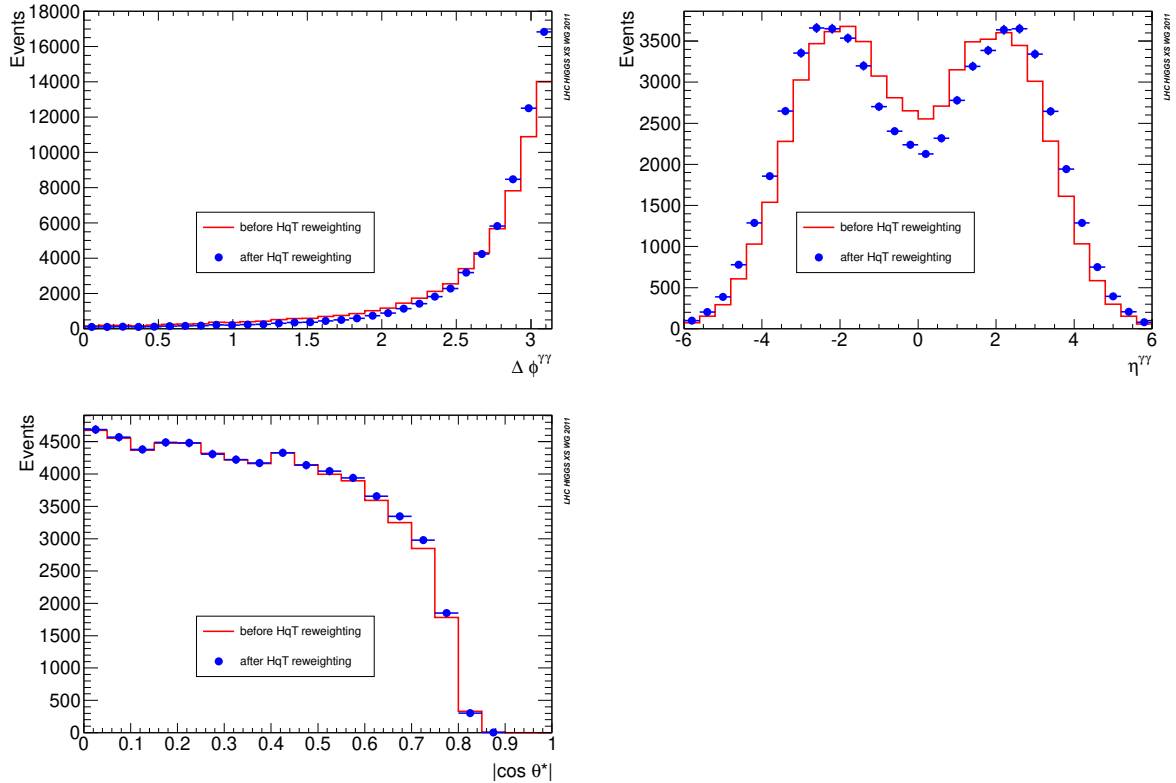 Events
18000
16000
14000
12000
10000
8000
6000
4000
2000
0
before HqT reweighting
after HqT reweighting
0 0.5 1 1.5 2 2.5 3
Δ ϕ^γγ
LHC HIGGS XS WG 2011
Events
3500
3000
2500
2000
1500
1000
500
0
before HqT reweighting
after HqT reweighting
-6 -4 -2 0 2 4 6
η^γγ
LHC HIGGS XS WG 2011
Events
4500
4000
3500
3000
2500
2000
1500
1000
500
0
before HqT reweighting
after HqT reweighting
0 0.1 0.2 0.3 0.4 0.5 0.6 0.7 0.8 0.9 1
|cos θ*|
LHC HIGGS XS WG 2011